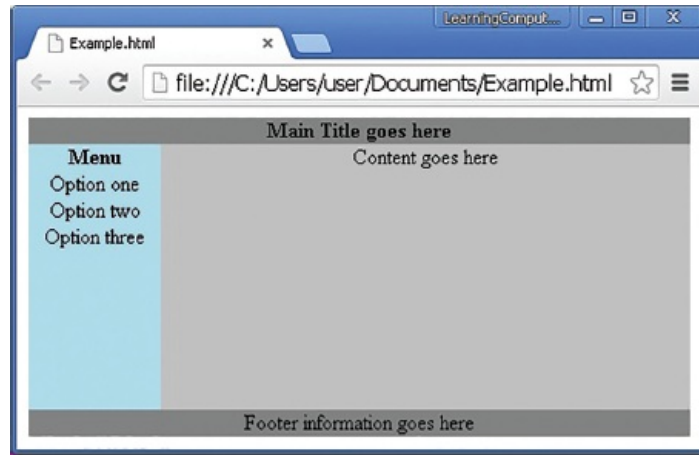 LearningComput...
Example.html
file:///C:/Users/user/Documents/Example.html
Main Title goes here
Menu
Content goes here
Option one
Option two
Option three
Footer information goes here